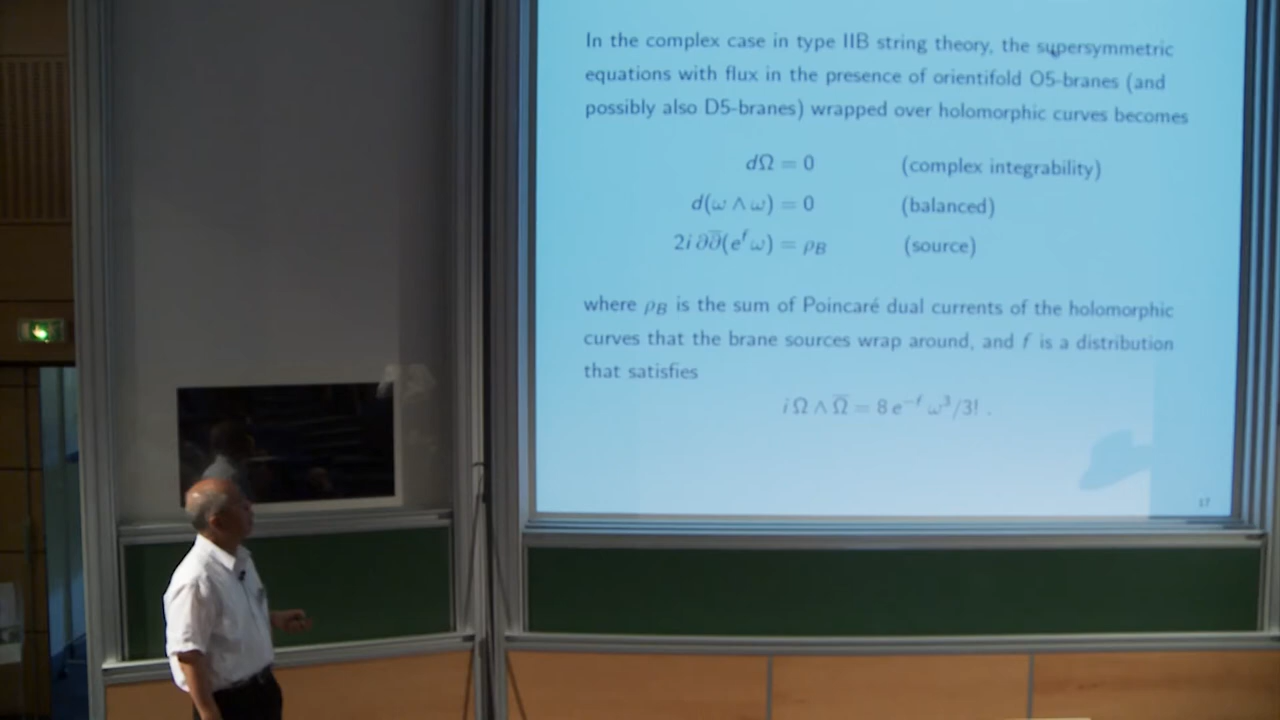 In the complex case in type IIB string theory, the supersymmetric
equations with flux in the presence of orientifold O5-branes (and
possibly also D5-branes) wrapped over holomorphic curves becomes
dΩ = 0 (complex integrability)
d(ω ∧ ω) = 0 (balanced)
2i ∂∂̅(e^f ω) = ρ_B (source)
where ρ_B is the sum of Poincaré dual currents of the holomorphic
curves that the brane sources wrap around, and f is a distribution
that satisfies
i Ω ∧ Ω̅ = 8 e^{-f} ω³/3! .
17